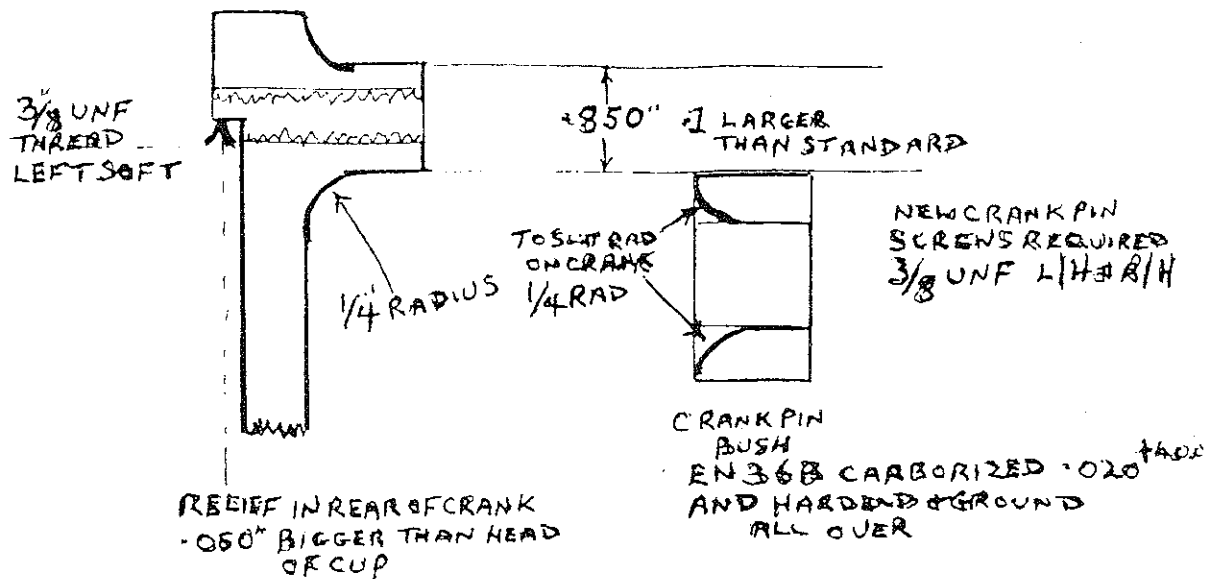 3/8" UNF
THREAD
LEFT SOFT
.850"
.1 LARGER
THAN STANDARD
1/4" RADIUS
TO SUIT RAD
ON CRANK
1/4 RAD
NEW CRANK PIN
SCREWS REQUIRED
3/8 UNF L/H & R/H
CRANK PIN
BUSH
EN36B CARBORIZED .020
AND HARDEND & GROUND
ALL OVER
RELIEF IN REAR OF CRANK
.060" BIGGER THAN HEAD
OF CUP